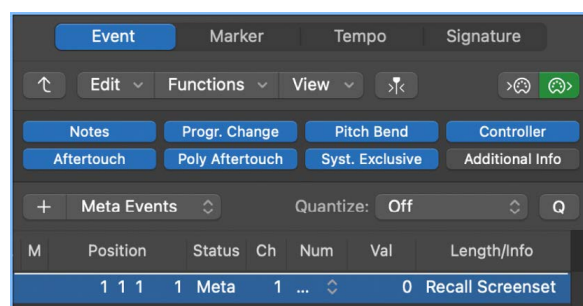 Event Marker Tempo Signature
Edit Functions View
Notes Progr. Change Pitch Bend Controller
Aftertouch Poly Aftertouch Syst. Exclusive Additional Info
+ Meta Events Quantize: Off Q
M Position Status Ch Num Val Length/Info
1 1 1 1 Meta 1 ... 0 Recall Screenset